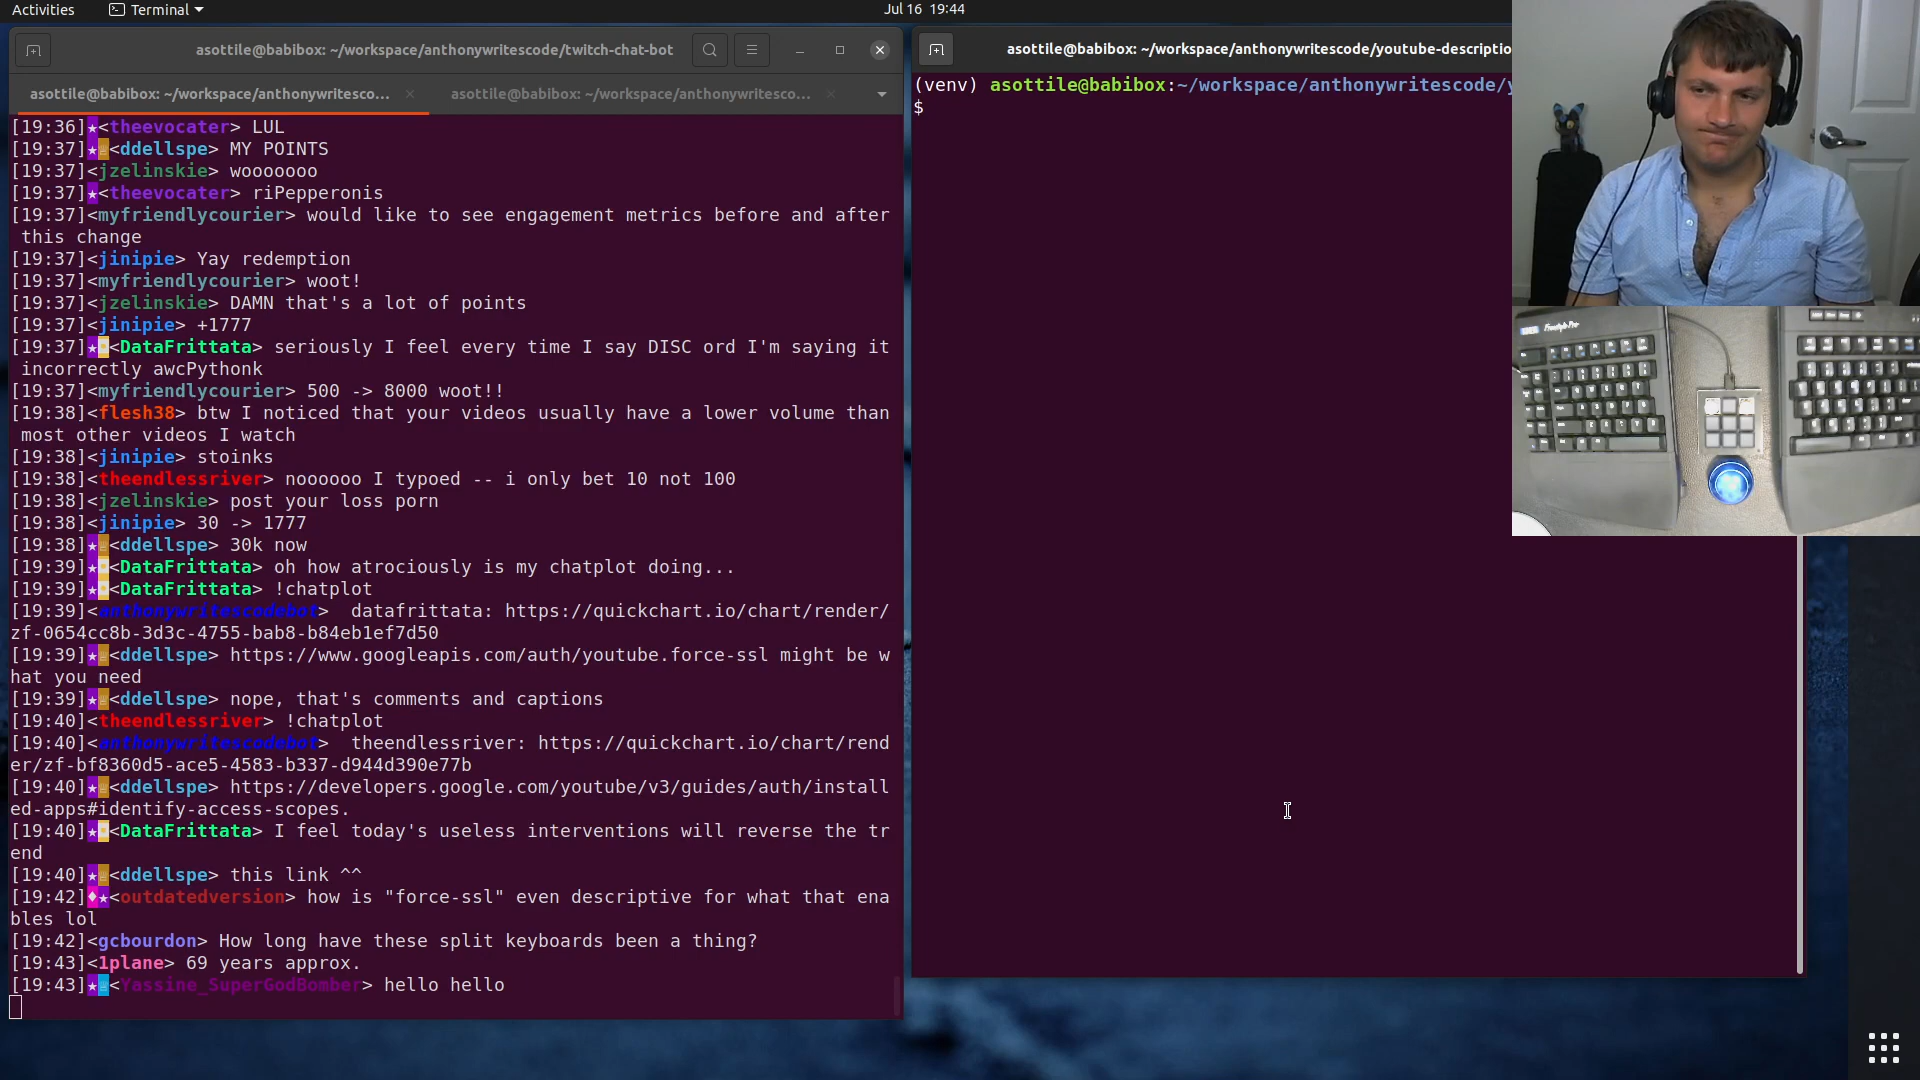 Activities
Terminal
Jul 16 19:44
asottile@babibox: ~/workspace/anthonywritescode/twitch-chat-bot
asottile@babibox: ~/workspace/anthonywritesco...
asottile@babibox: ~/workspace/anthonywritesco...
[19:36]★<theevocater> LUL
[19:37]★<ddellspe> MY POINTS
[19:37]<jzelinskie> wooooooo
[19:37]★<theevocater> riPepperonis
[19:37]<myfriendlycourier> would like to see engagement metrics before and after
this change
[19:37]<jinipie> Yay redemption
[19:37]<myfriendlycourier> woot!
[19:37]<jzelinskie> DAMN that's a lot of points
[19:37]<jinipie> +1777
[19:37]★<DataFrittata> seriously I feel every time I say DISC ord I'm saying it
incorrectly awcPythonk
[19:37]<myfriendlycourier> 500 -> 8000 woot!!
[19:38]<flesh38> btw I noticed that your videos usually have a lower volume than
most other videos I watch
[19:38]<jinipie> stoinks
[19:38]<theendlessriver> noooooo I typoed -- i only bet 10 not 100
[19:38]<jzelinskie> post your loss porn
[19:38]<jinipie> 30 -> 1777
[19:38]★<ddellspe> 30k now
[19:39]★<DataFrittata> oh how atrociously is my chatplot doing...
[19:39]★<DataFrittata> !chatplot
[19:39]<anthonywritescodebot>  datafrittata: https://quickchart.io/chart/render/
zf-0654cc8b-3d3c-4755-bab8-b84eb1ef7d50
[19:39]★<ddellspe> https://www.googleapis.com/auth/youtube.force-ssl might be w
hat you need
[19:39]★<ddellspe> nope, that's comments and captions
[19:40]<theendlessriver> !chatplot
[19:40]<anthonywritescodebot>  theendlessriver: https://quickchart.io/chart/rend
er/zf-bf8360d5-ace5-4583-b337-d944d390e77b
[19:40]★<ddellspe> https://developers.google.com/youtube/v3/guides/auth/install
ed-apps#identify-access-scopes.
[19:40]★<DataFrittata> I feel today's useless interventions will reverse the tr
end
[19:40]★<ddellspe> this link ^^
[19:42]♦★<outdatedversion> how is "force-ssl" even descriptive for what that ena
bles lol
[19:42]<gcbourdon> How long have these split keyboards been a thing?
[19:43]<1plane> 69 years approx.
[19:43]★<Yassine_SuperGodBomber> hello hello
asottile@babibox: ~/workspace/anthonywritescode/youtube-descriptio
(venv) asottile@babibox:~/workspace/anthonywritescode/y
$
Freestyle Pro